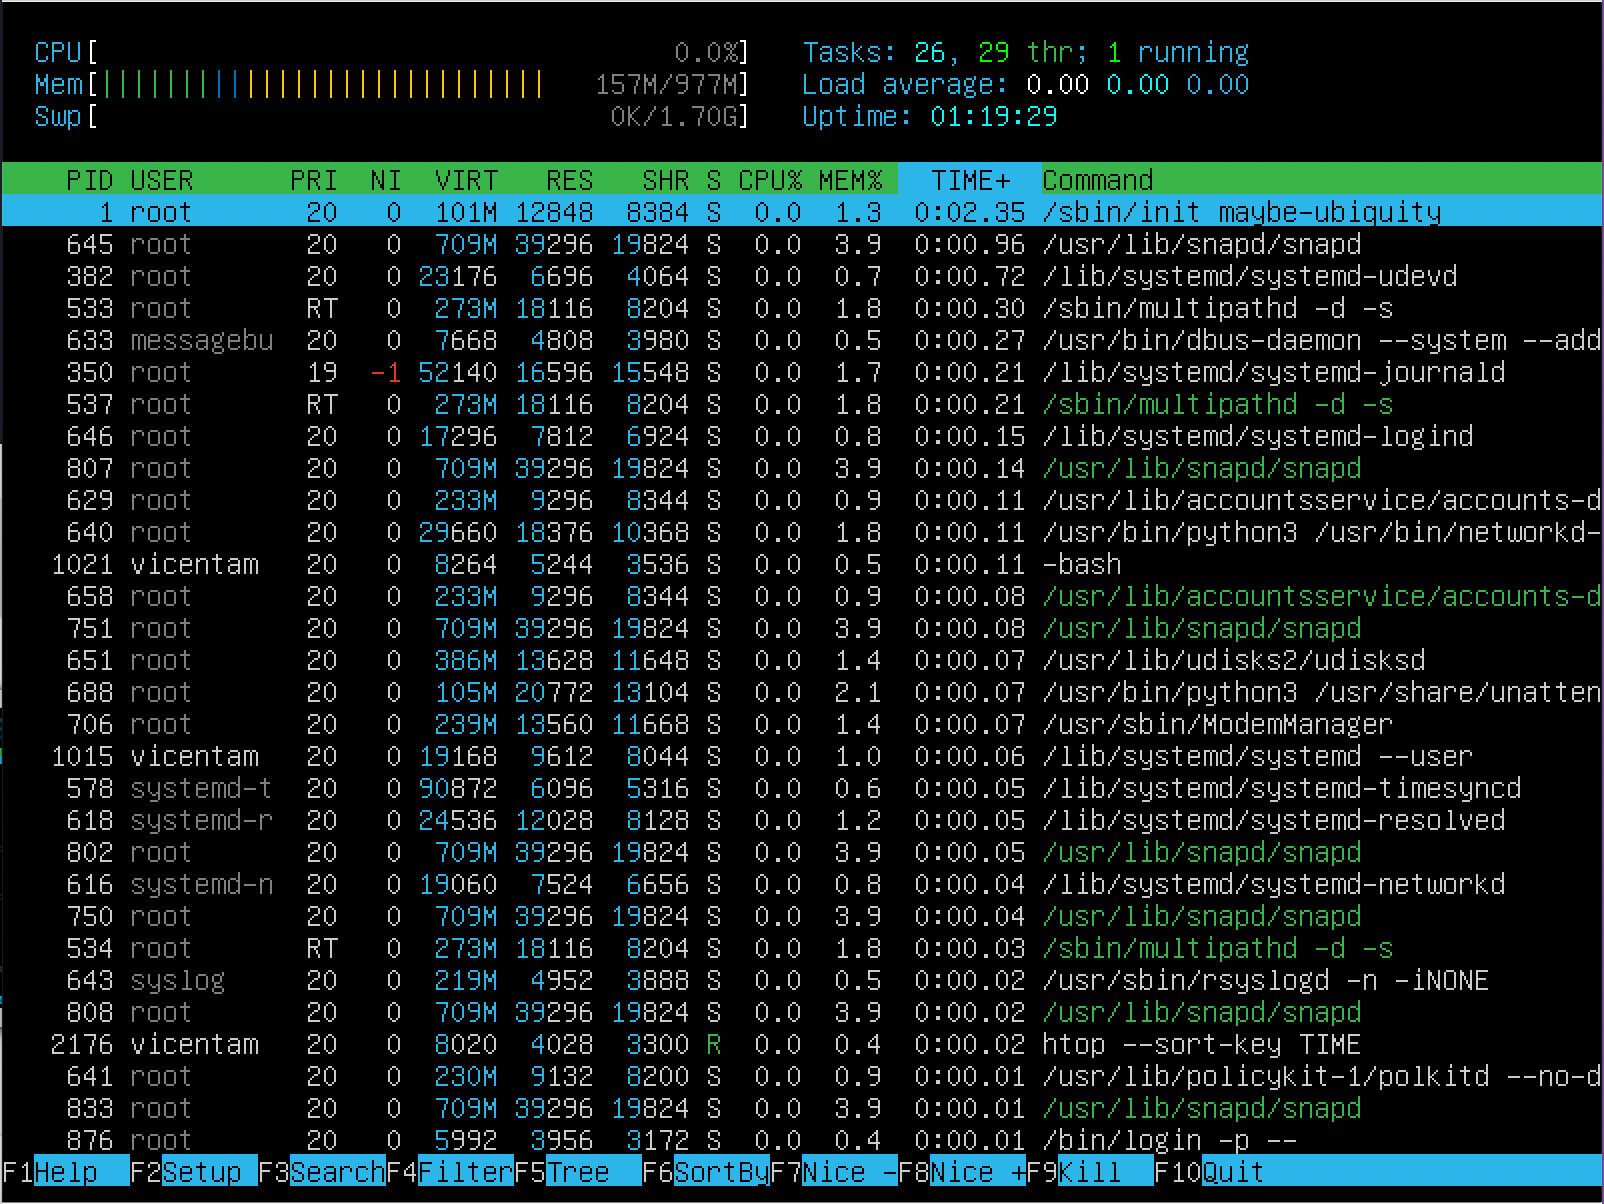 CPU[ 0.0%] Tasks: 26, 29 thr; 1 running
Mem[|||||||||||||||||||||||||||| 157M/977M] Load average: 0.00 0.00 0.00
Swp[ 0K/1.70G] Uptime: 01:19:29
PID USER PRI NI VIRT RES SHR S CPU% MEM% TIME+ Command
1 root 20 0 101M 12848 8384 S 0.0 1.3 0:02.35 /sbin/init maybe-ubiquity
645 root 20 0 709M 39296 19824 S 0.0 3.9 0:00.96 /usr/lib/snapd/snapd
382 root 20 0 23176 6696 4064 S 0.0 0.7 0:00.72 /lib/systemd/systemd-udevd
533 root RT 0 273M 18116 8204 S 0.0 1.8 0:00.30 /sbin/multipathd -d -s
633 messagebu 20 0 7668 4808 3980 S 0.0 0.5 0:00.27 /usr/bin/dbus-daemon --system --add
350 root 19 -1 52140 16596 15548 S 0.0 1.7 0:00.21 /lib/systemd/systemd-journald
537 root RT 0 273M 18116 8204 S 0.0 1.8 0:00.21 /sbin/multipathd -d -s
646 root 20 0 17296 7812 6924 S 0.0 0.8 0:00.15 /lib/systemd/systemd-logind
807 root 20 0 709M 39296 19824 S 0.0 3.9 0:00.14 /usr/lib/snapd/snapd
629 root 20 0 233M 9296 8344 S 0.0 0.9 0:00.11 /usr/lib/accountsservice/accounts-d
640 root 20 0 29660 18376 10368 S 0.0 1.8 0:00.11 /usr/bin/python3 /usr/bin/networkd-
1021 vicentam 20 0 8264 5244 3536 S 0.0 0.5 0:00.11 -bash
658 root 20 0 233M 9296 8344 S 0.0 0.9 0:00.08 /usr/lib/accountsservice/accounts-d
751 root 20 0 709M 39296 19824 S 0.0 3.9 0:00.08 /usr/lib/snapd/snapd
651 root 20 0 386M 13628 11648 S 0.0 1.4 0:00.07 /usr/lib/udisks2/udisksd
688 root 20 0 105M 20772 13104 S 0.0 2.1 0:00.07 /usr/bin/python3 /usr/share/unatten
706 root 20 0 239M 13560 11668 S 0.0 1.4 0:00.07 /usr/sbin/ModemManager
1015 vicentam 20 0 19168 9612 8044 S 0.0 1.0 0:00.06 /lib/systemd/systemd --user
578 systemd-t 20 0 90872 6096 5316 S 0.0 0.6 0:00.05 /lib/systemd/systemd-timesyncd
618 systemd-r 20 0 24536 12028 8128 S 0.0 1.2 0:00.05 /lib/systemd/systemd-resolved
802 root 20 0 709M 39296 19824 S 0.0 3.9 0:00.05 /usr/lib/snapd/snapd
616 systemd-n 20 0 19060 7524 6656 S 0.0 0.8 0:00.04 /lib/systemd/systemd-networkd
750 root 20 0 709M 39296 19824 S 0.0 3.9 0:00.04 /usr/lib/snapd/snapd
534 root RT 0 273M 18116 8204 S 0.0 1.8 0:00.03 /sbin/multipathd -d -s
643 syslog 20 0 219M 4952 3888 S 0.0 0.5 0:00.02 /usr/sbin/rsyslogd -n -iNONE
808 root 20 0 709M 39296 19824 S 0.0 3.9 0:00.02 /usr/lib/snapd/snapd
2176 vicentam 20 0 8020 4028 3300 R 0.0 0.4 0:00.02 htop --sort-key TIME
641 root 20 0 230M 9132 8200 S 0.0 0.9 0:00.01 /usr/lib/policykit-1/polkitd --no-d
833 root 20 0 709M 39296 19824 S 0.0 3.9 0:00.01 /usr/lib/snapd/snapd
876 root 20 0 5992 3956 3172 S 0.0 0.4 0:00.01 /bin/login -p --
F1Help F2Setup F3SearchF4FilterF5Tree F6SortByF7Nice -F8Nice +F9Kill F10Quit